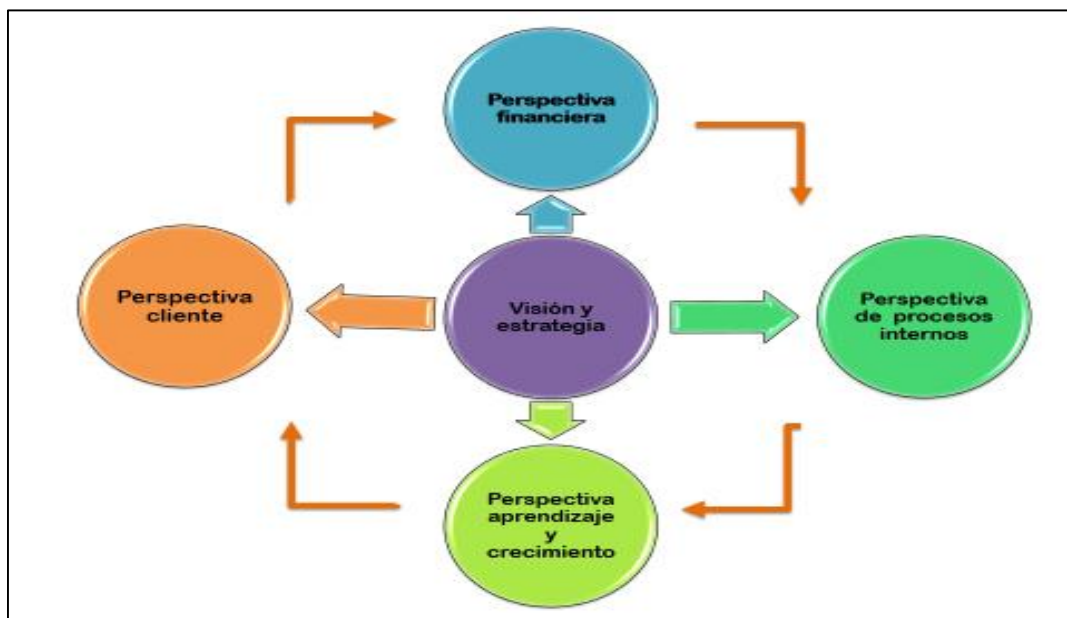 Perspectiva
financiera
Perspectiva
cliente
Visión y
estrategia
Perspectiva
de procesos
internos
Perspectiva
aprendizaje
y
crecimiento